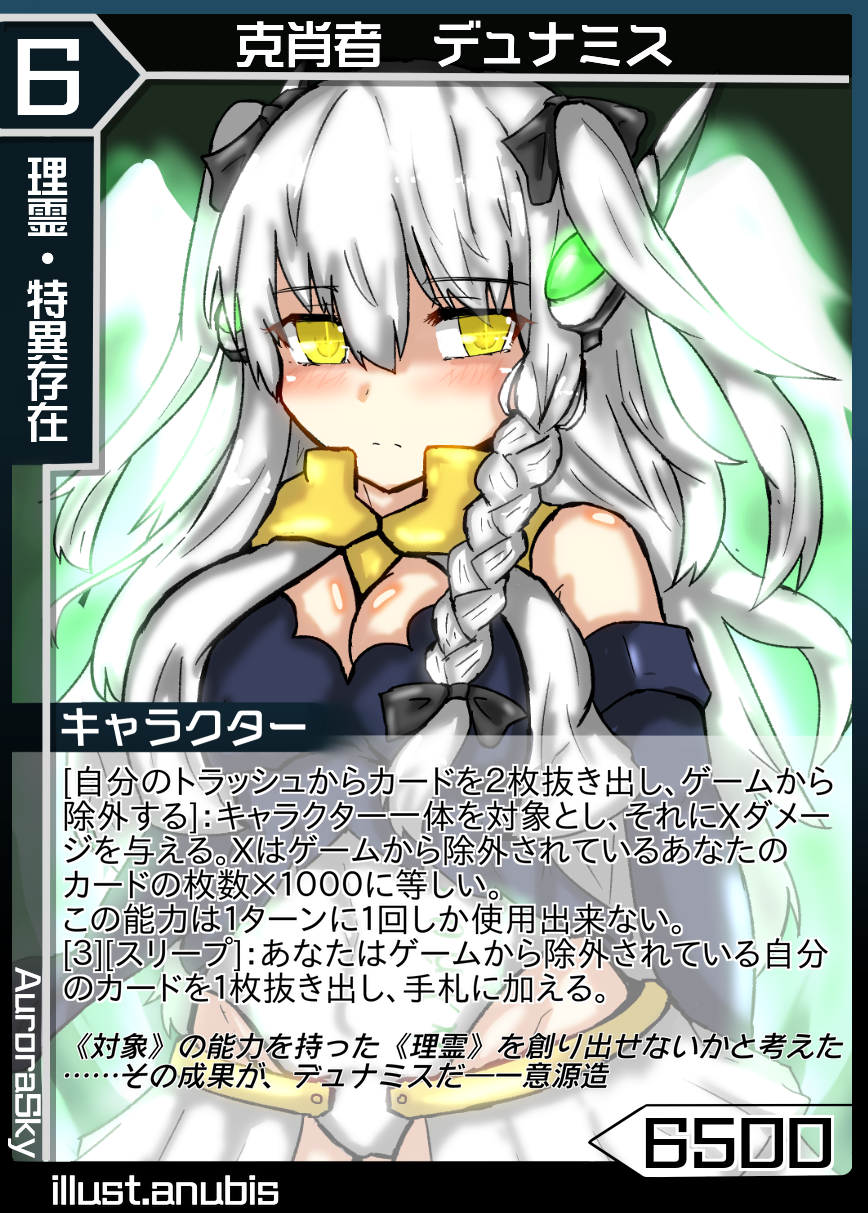 6
克肖者　デュナミス
理霊・特異存在
キャラクター
[自分のトラッシュからカードを2枚抜き出し、ゲームから
除外する]：キャラクター一体を対象とし、それにXダメー
ジを与える。Xはゲームから除外されているあなたの
カードの枚数×1000に等しい。
この能力は1ターンに1回しか使用出来ない。
[3][スリープ]：あなたはゲームから除外されている自分
のカードを1枚抜き出し、手札に加える。
《対象》の能力を持った《理霊》を創り出せないかと考えた
……その成果が、デュナミスだ――意源造
AuroraSky
6500
illust.anubis